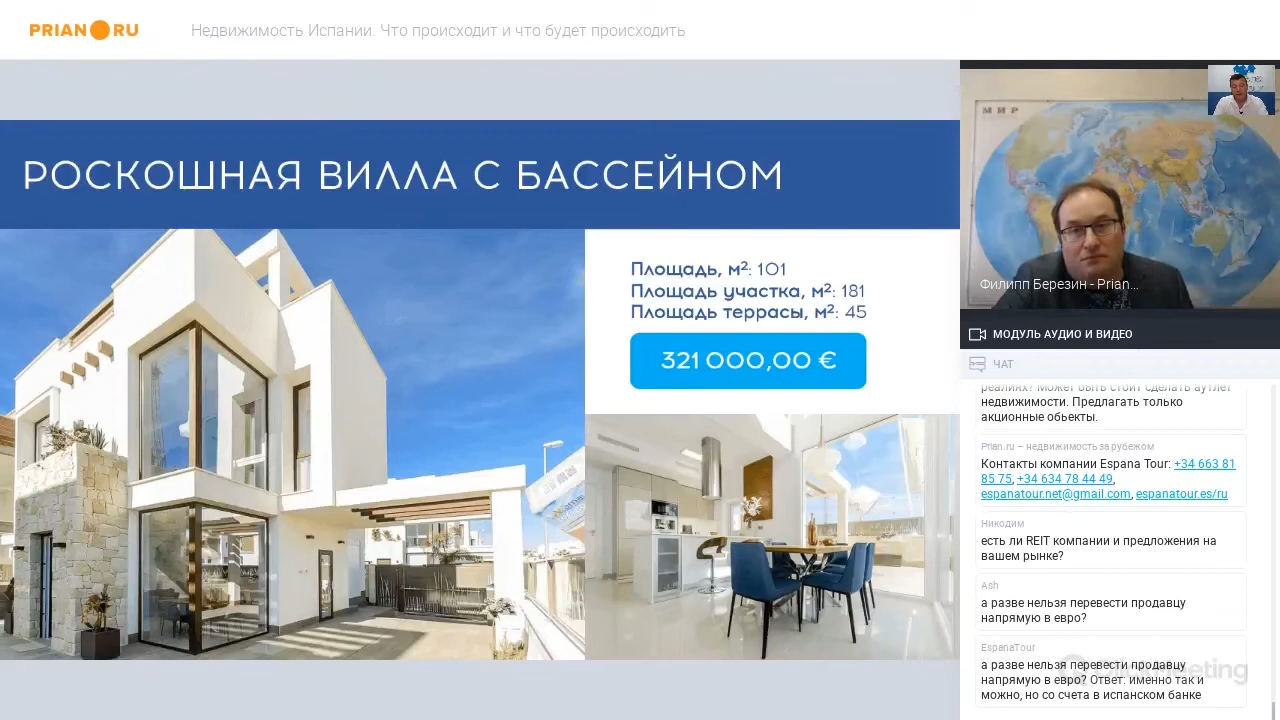 PRIAN RU
Недвижимость Испании. Что происходит и что будет происходить
РОСКОШНАЯ ВИЛЛА С БАССЕЙНОМ
Площадь, м²: 101
Площадь участка, м²: 181
Площадь террасы, м²: 45
321 000,00 €
МИР
Филипп Березин - Prian...
МОДУЛЬ АУДИО И ВИДЕО
ЧАТ
реалиях? Может быть стоит сделать аутлет
недвижимости. Предлагать только
акционные обьекты.
Prian.ru – недвижимость за рубежом
Контакты компании Espana Tour: +34 663 81
85 75, +34 634 78 44 49,
espanatour.net@gmail.com, espanatour.es/ru
Никодим
есть ли REIT компании и предложения на
вашем рынке?
Ash
а разве нельзя перевести продавцу
напрямую в евро?
EspanaTour
а разве нельзя перевести продавцу
напрямую в евро? Ответ: именно так и
можно, но со счета в испанском банке